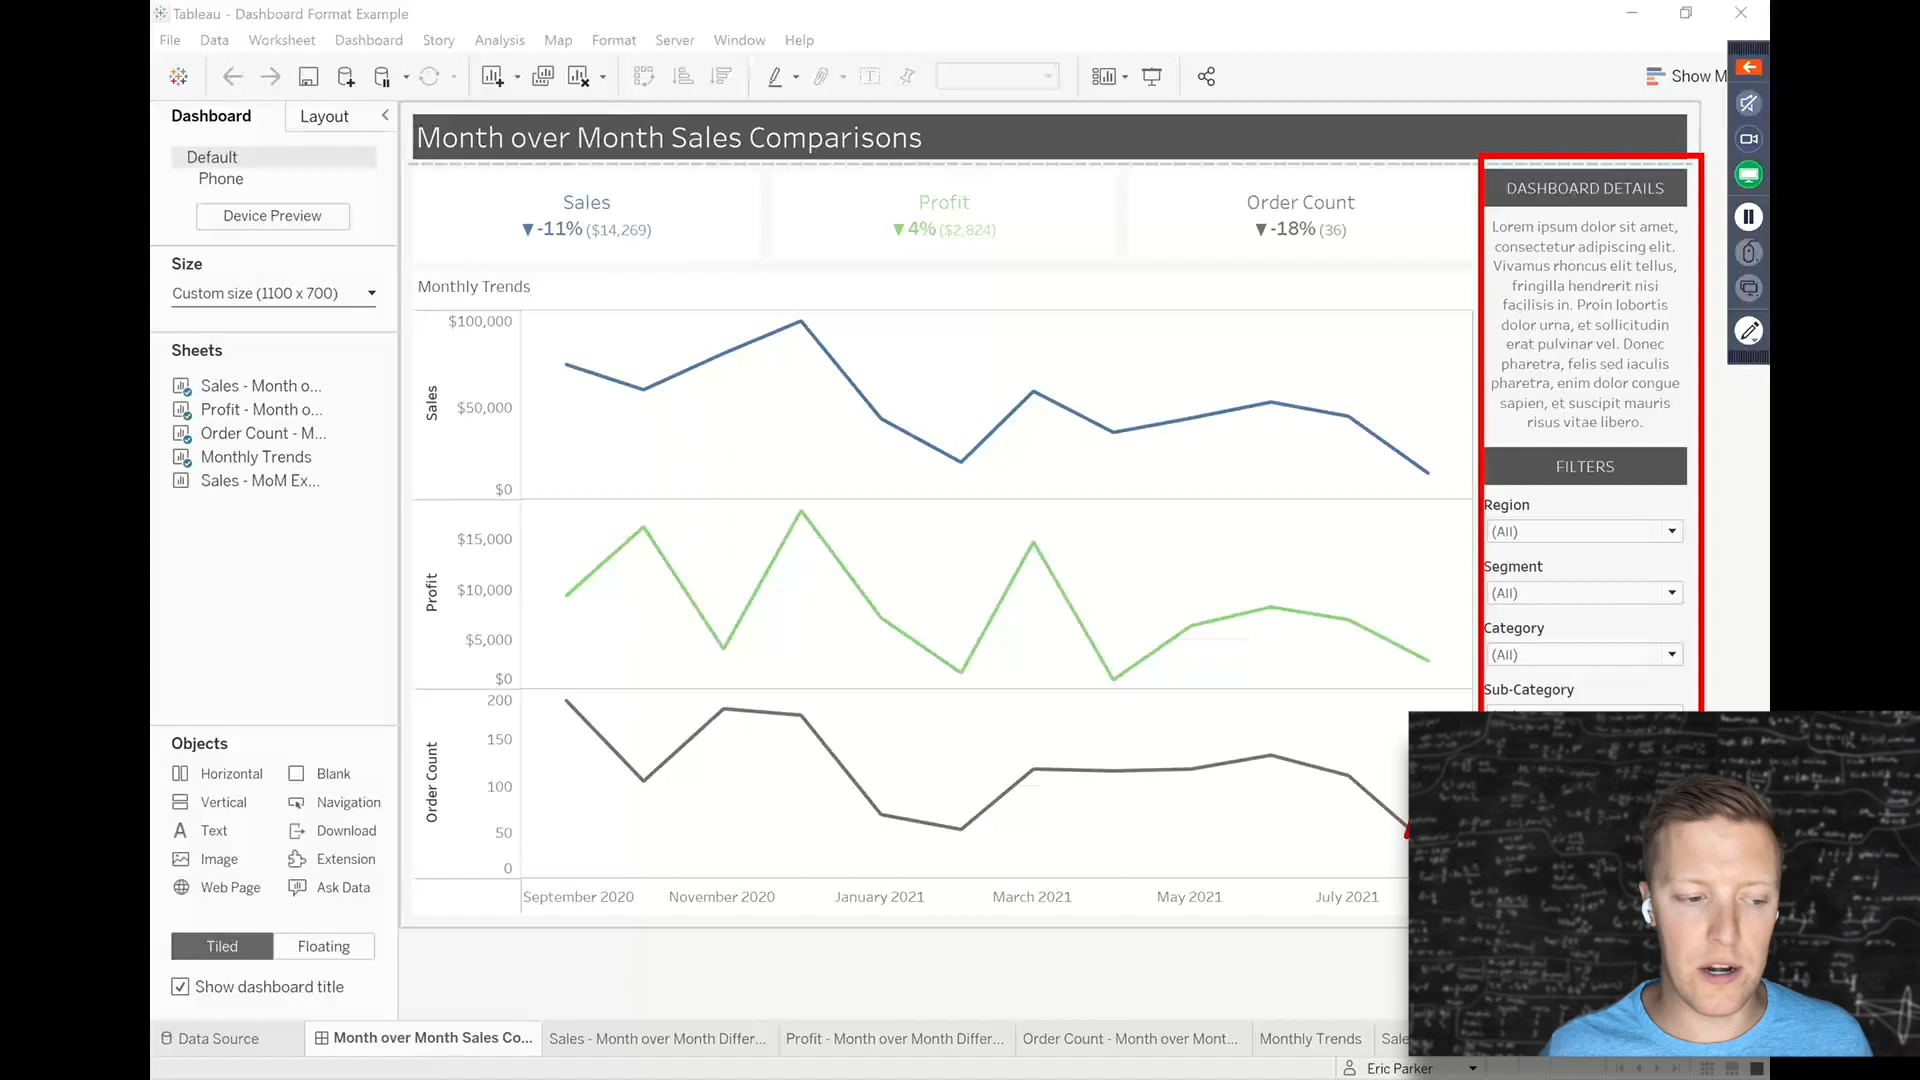 Tableau - Dashboard Format Example
File Data Worksheet Dashboard Story Analysis Map Format Server Window Help
Show M
Dashboard
Layout
Default
Phone
Device Preview
Size
Custom size (1100 x 700)
Sheets
Sales - Month o...
Profit - Month o...
Order Count - M...
Monthly Trends
Sales - MoM Ex...
Objects
Horizontal
Blank
Vertical
Navigation
Text
Download
Image
Extension
Web Page
Ask Data
Tiled
Floating
Show dashboard title
Month over Month Sales Comparisons
Sales
▼-11% ($14,269)
Profit
▼4% ($2,824)
Order Count
▼-18% (36)
Monthly Trends
Sales
$100,000
$50,000
$0
Profit
$15,000
$10,000
$5,000
$0
Order Count
200
150
100
50
0
September 2020
November 2020
January 2021
March 2021
May 2021
July 2021
DASHBOARD DETAILS
Lorem ipsum dolor sit amet,
consectetur adipiscing elit.
Vivamus rhoncus elit tellus,
fringilla hendrerit nisi
facilisis in. Proin lobortis
dolor urna, et sollicitudin
erat pulvinar vel. Donec
pharetra, felis sed iaculis
pharetra, enim dolor congue
sapien, et suscipit mauris
risus vitae libero.
FILTERS
Region
(All)
Segment
(All)
Category
(All)
Sub-Category
Data Source
Month over Month Sales Co...
Sales - Month over Month Differ...
Profit - Month over Month Differ...
Order Count - Month over Mont...
Monthly Trends
Sale
Eric Parker